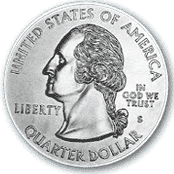 UNITED STATES OF AMERICA
LIBERTY
IN
GOD WE
TRUST
S
QUARTER DOLLAR